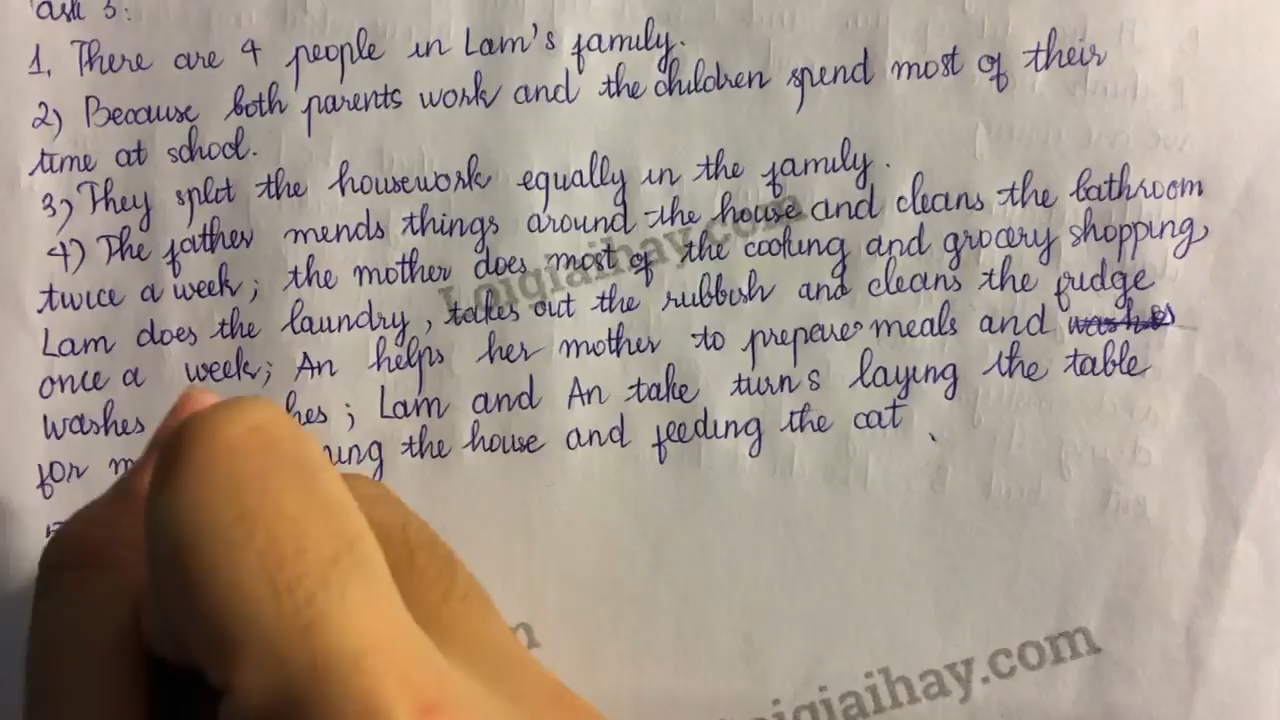 3:
1. There are 4 people in Lam's family.
2) Because both parents work and the children spend most of their
time at school.
3) They split the housework equally in the family.
4) The father mends things around the house and cleans the bathroom
twice a week; the mother does most of the cooking and grocery shopping,
Lam does the laundry, takes out the rubbish and cleans the fridge
once a week; An helps her mother to prepare meals and washes
washes hes; Lam and An take turns laying the table
for the house and feeding the cat.
Loigiaihay.com
loigiaihay.com